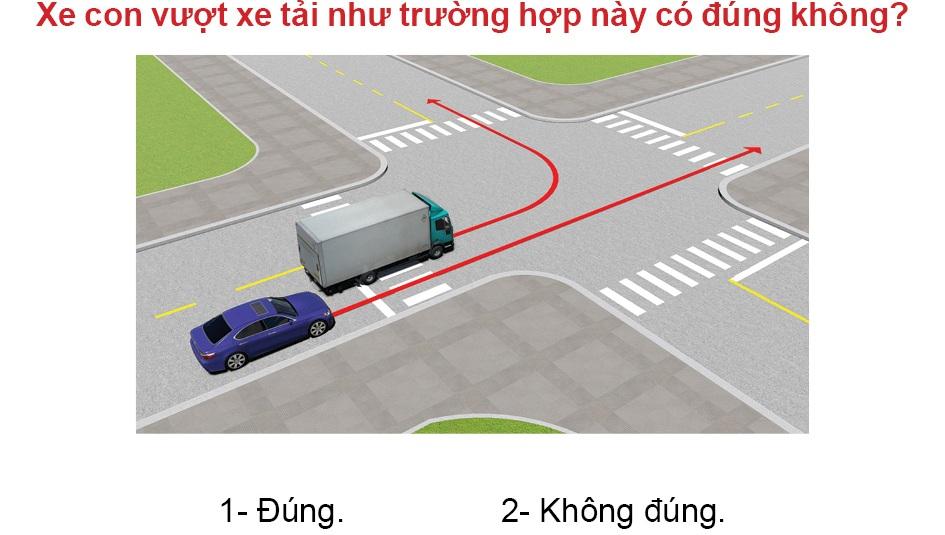 Xe con vượt xe tải như trường hợp này có đúng không?
1- Đúng. 2- Không đúng.